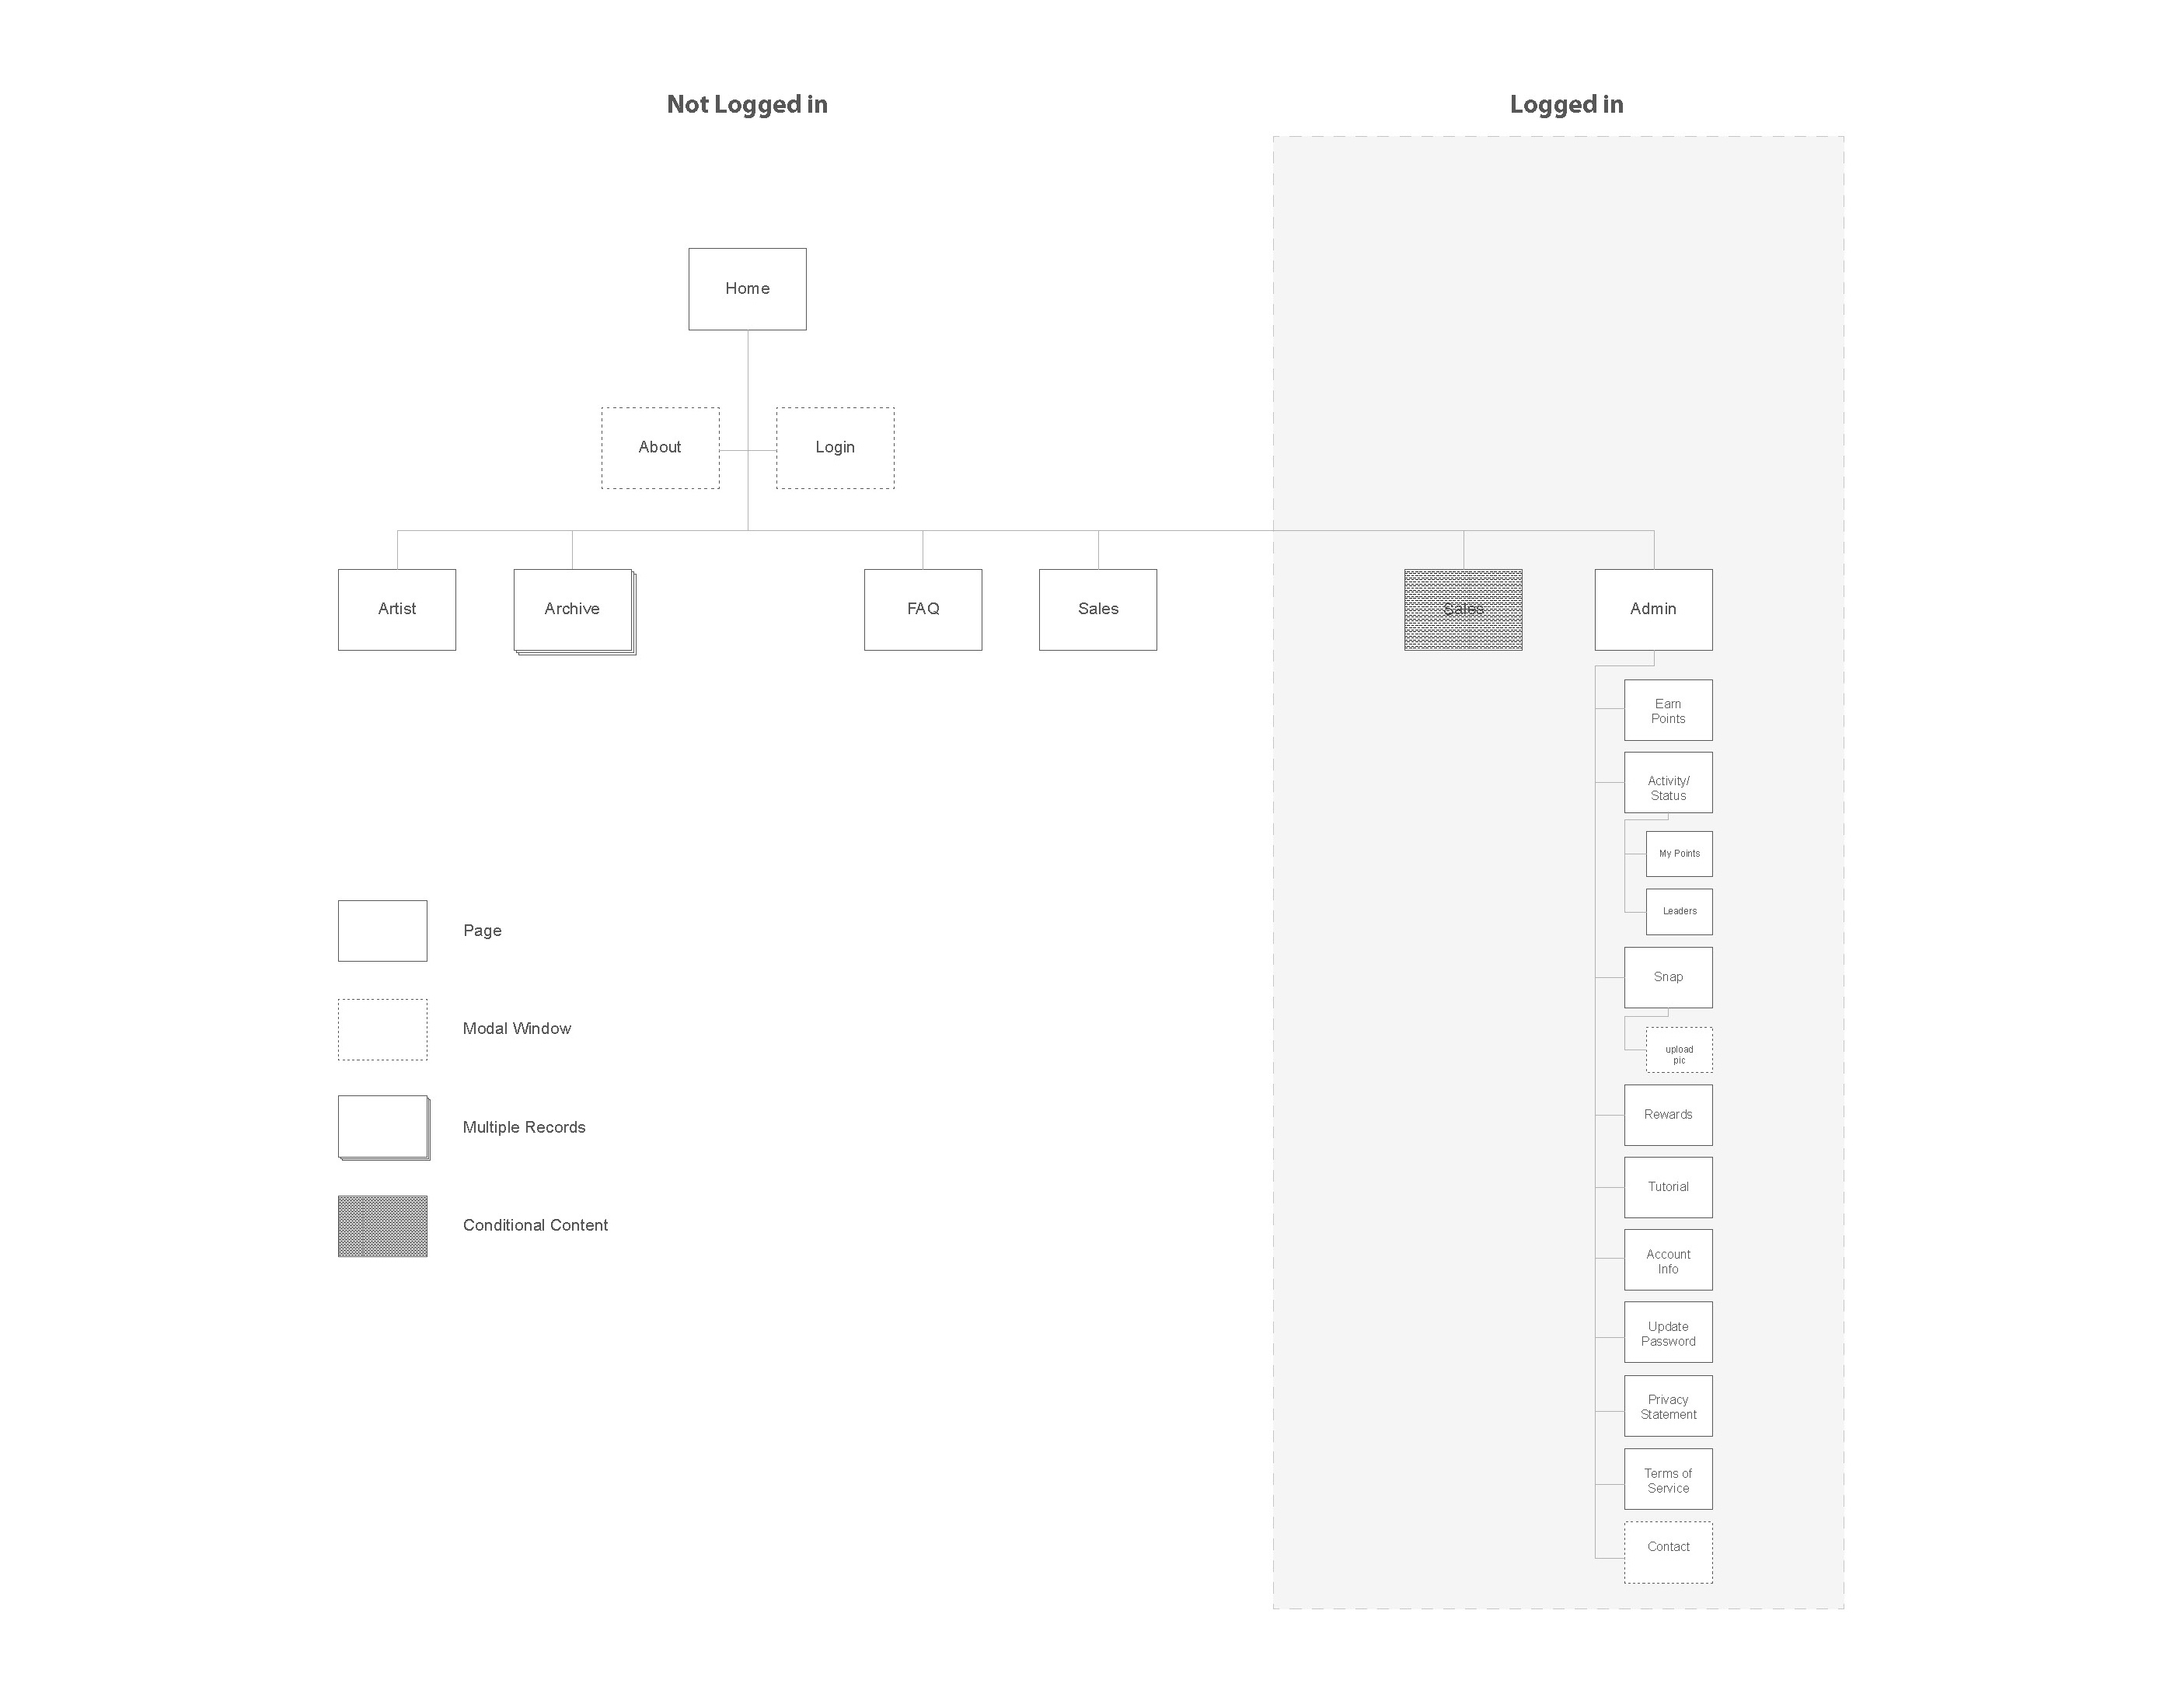 Not Logged in
Logged in
Home
About
Login
Artist
Archive
FAQ
Sales
Sales
Admin
Earn
Points
Activity/
Status
My Points
Leaders
Snap
upload
pic
Rewards
Tutorial
Account
Info
Update
Password
Privacy
Statement
Terms of
Service
Contact
Page
Modal Window
Multiple Records
Conditional Content